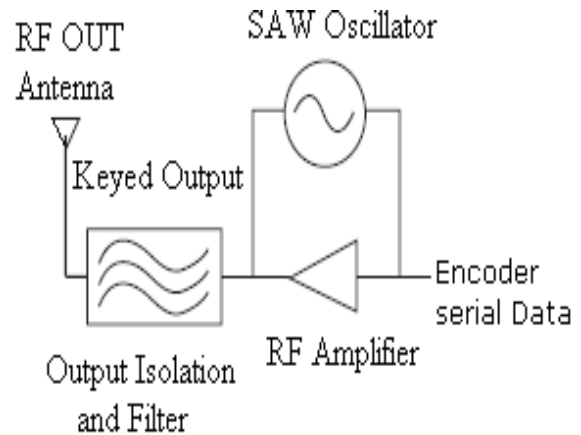 SAW Oscillator
RF OUT
Antenna
Keyed Output
Encoder
serial Data
RF Amplifier
Output Isolation
and Filter